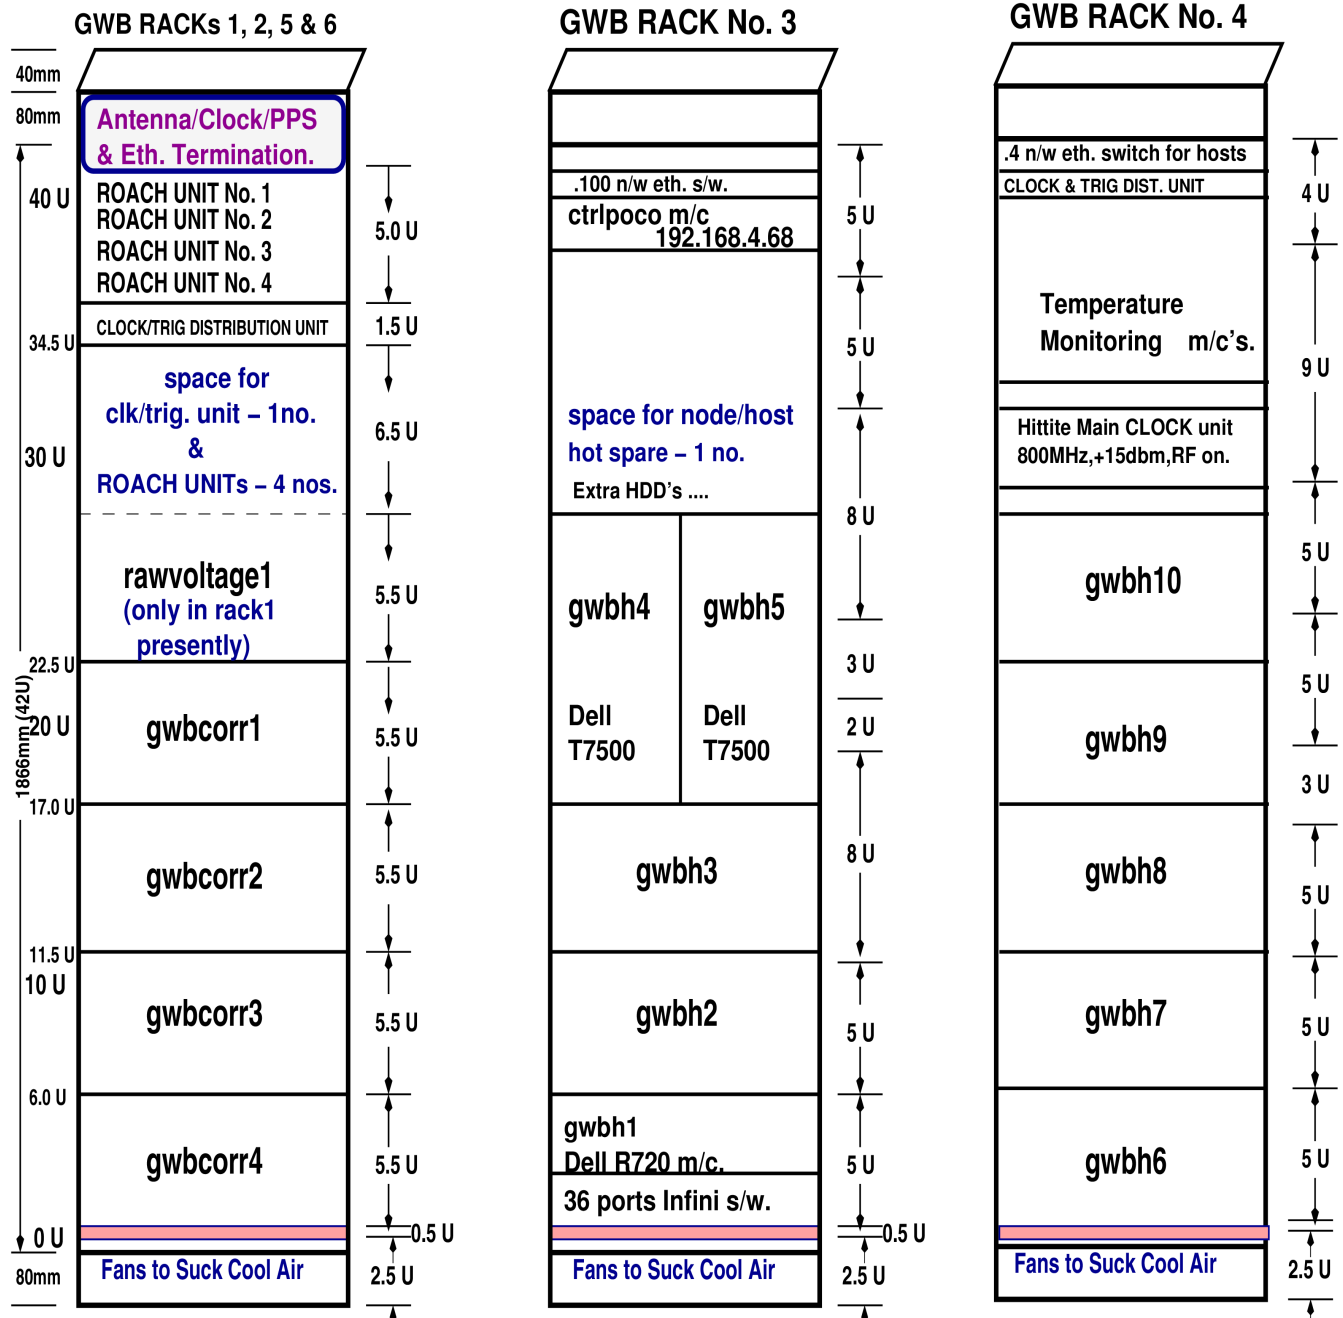 GWB RACKs 1, 2, 5 & 6
40mm
80mm
Antenna/Clock/PPS
& Eth. Termination.
40 U
ROACH UNIT No. 1
ROACH UNIT No. 2
ROACH UNIT No. 3
ROACH UNIT No. 4
5.0 U
CLOCK/TRIG DISTRIBUTION UNIT
1.5 U
34.5 U
space for
clk/trig. unit – 1no.
&
ROACH UNITs – 4 nos.
6.5 U
30 U
rawvoltage1
(only in rack1
presently)
5.5 U
22.5 U
1866mm (42U)
20 U
gwbcorr1
5.5 U
17.0 U
gwbcorr2
5.5 U
11.5 U
10 U
gwbcorr3
5.5 U
6.0 U
gwbcorr4
5.5 U
0 U
0.5 U
80mm
Fans to Suck Cool Air
2.5 U
GWB RACK No. 3
.100 n/w eth. s/w.
ctrlpoco m/c
192.168.4.68
5 U
5 U
space for node/host
hot spare – 1 no.
Extra HDD's ....
8 U
gwbh4
gwbh5
3 U
Dell
T7500
Dell
T7500
2 U
gwbh3
8 U
gwbh2
5 U
gwbh1
Dell R720 m/c.
5 U
36 ports Infini s/w.
0.5 U
Fans to Suck Cool Air
2.5 U
GWB RACK No. 4
.4 n/w eth. switch for hosts
CLOCK & TRIG DIST. UNIT
4 U
Temperature
Monitoring m/c's.
9 U
Hittite Main CLOCK unit
800MHz,+15dbm,RF on.
gwbh10
5 U
gwbh9
5 U
3 U
gwbh8
5 U
gwbh7
5 U
gwbh6
5 U
Fans to Suck Cool Air
2.5 U